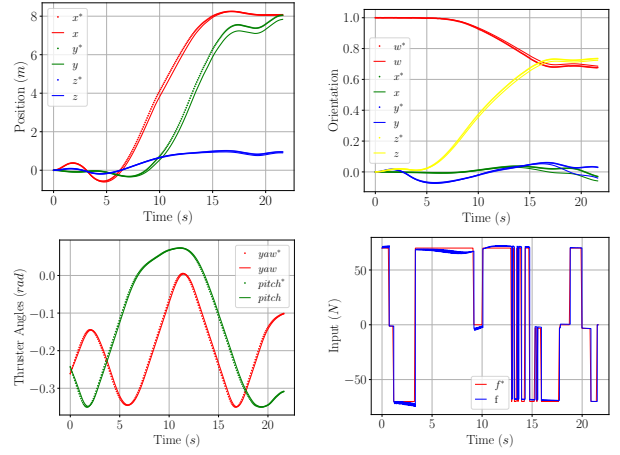 Position (m)
8
6
4
2
0
x*
x
y*
y
z*
z
0 5 10 15 20
Time (s)
Orientation
1.0
0.8
0.6
0.4
0.2
0.0
w*
w
x*
x
y*
y
z*
z
0 5 10 15 20
Time (s)
Thruster Angles (rad)
0.0
−0.1
−0.2
−0.3
yaw*
yaw
pitch*
pitch
0 5 10 15 20
Time (s)
Input (N)
50
0
−50
f*
f
0 5 10 15 20
Time (s)